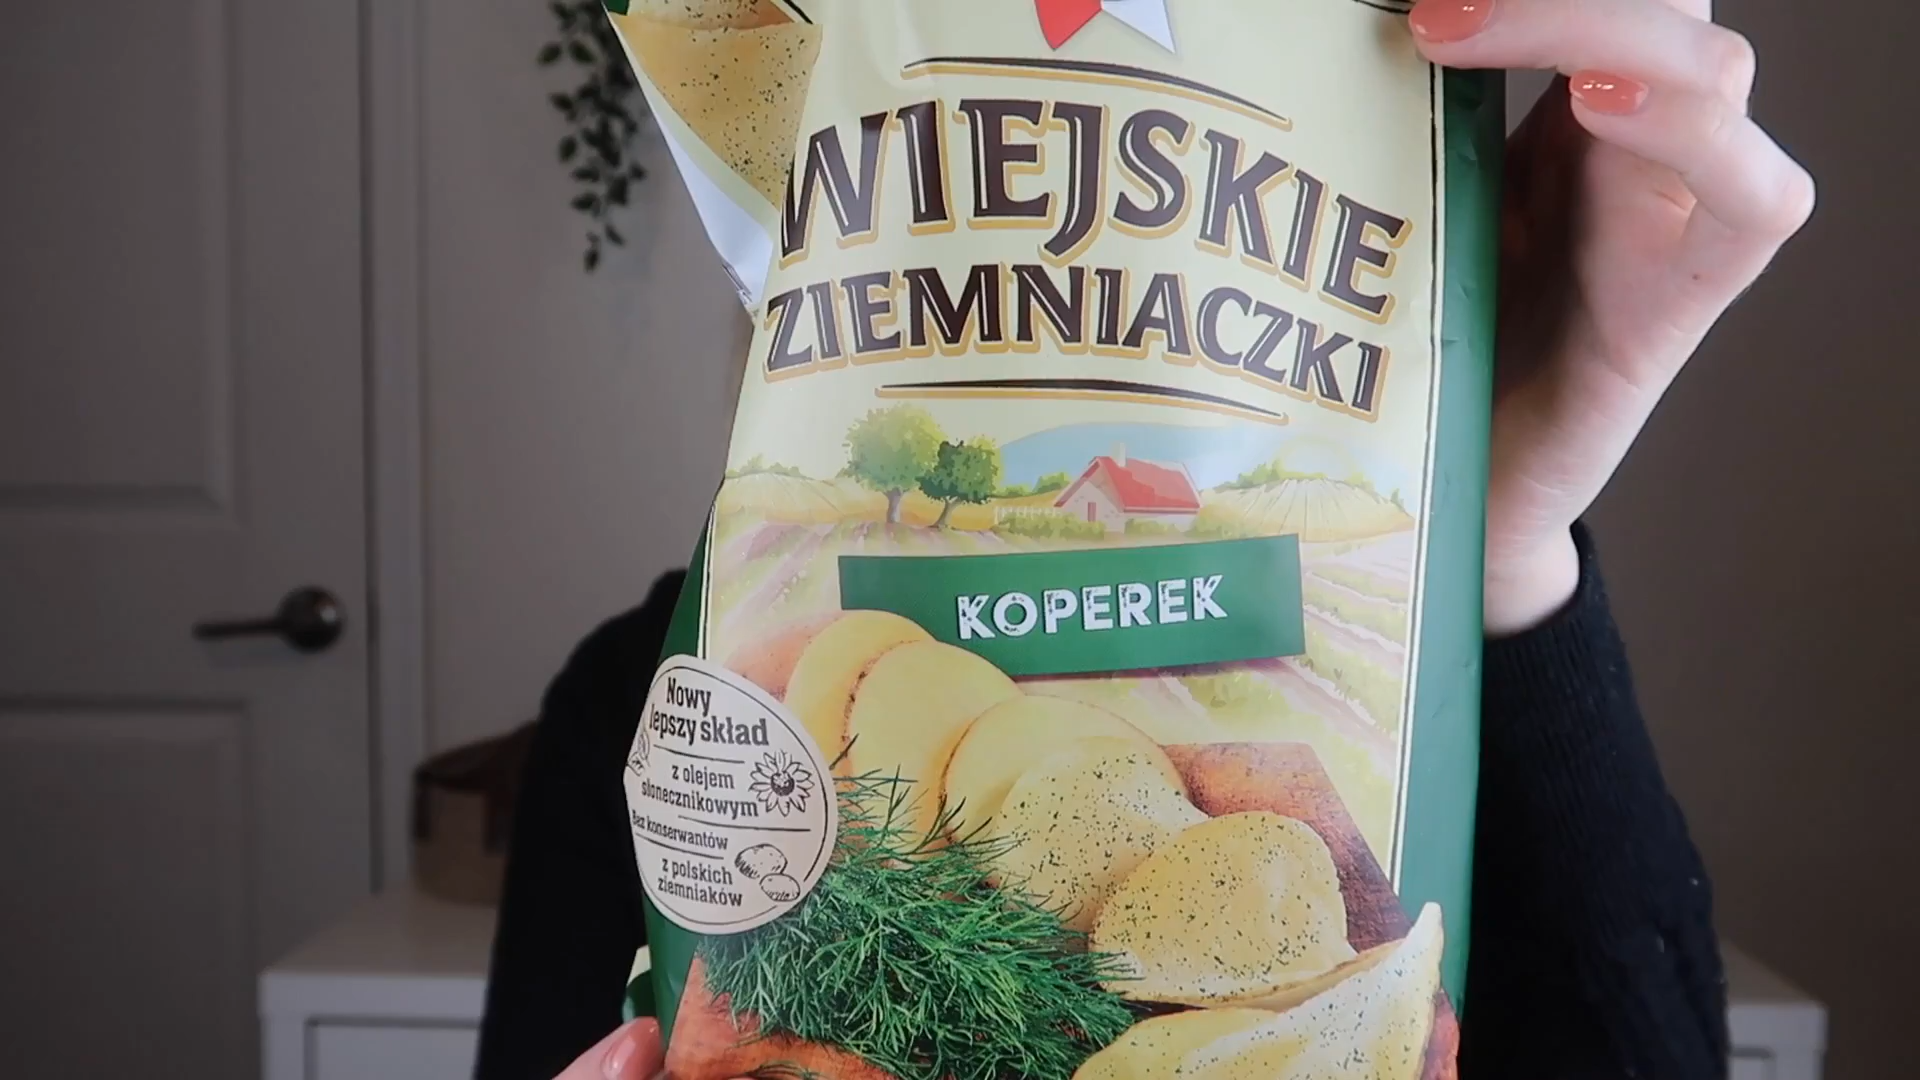 WIEJSKIE
ZIEMNIACZKI
KOPEREK
Nowy
lepszy skład
z olejem
słonecznikowym
Bez konserwantów
z polskich
ziemniaków